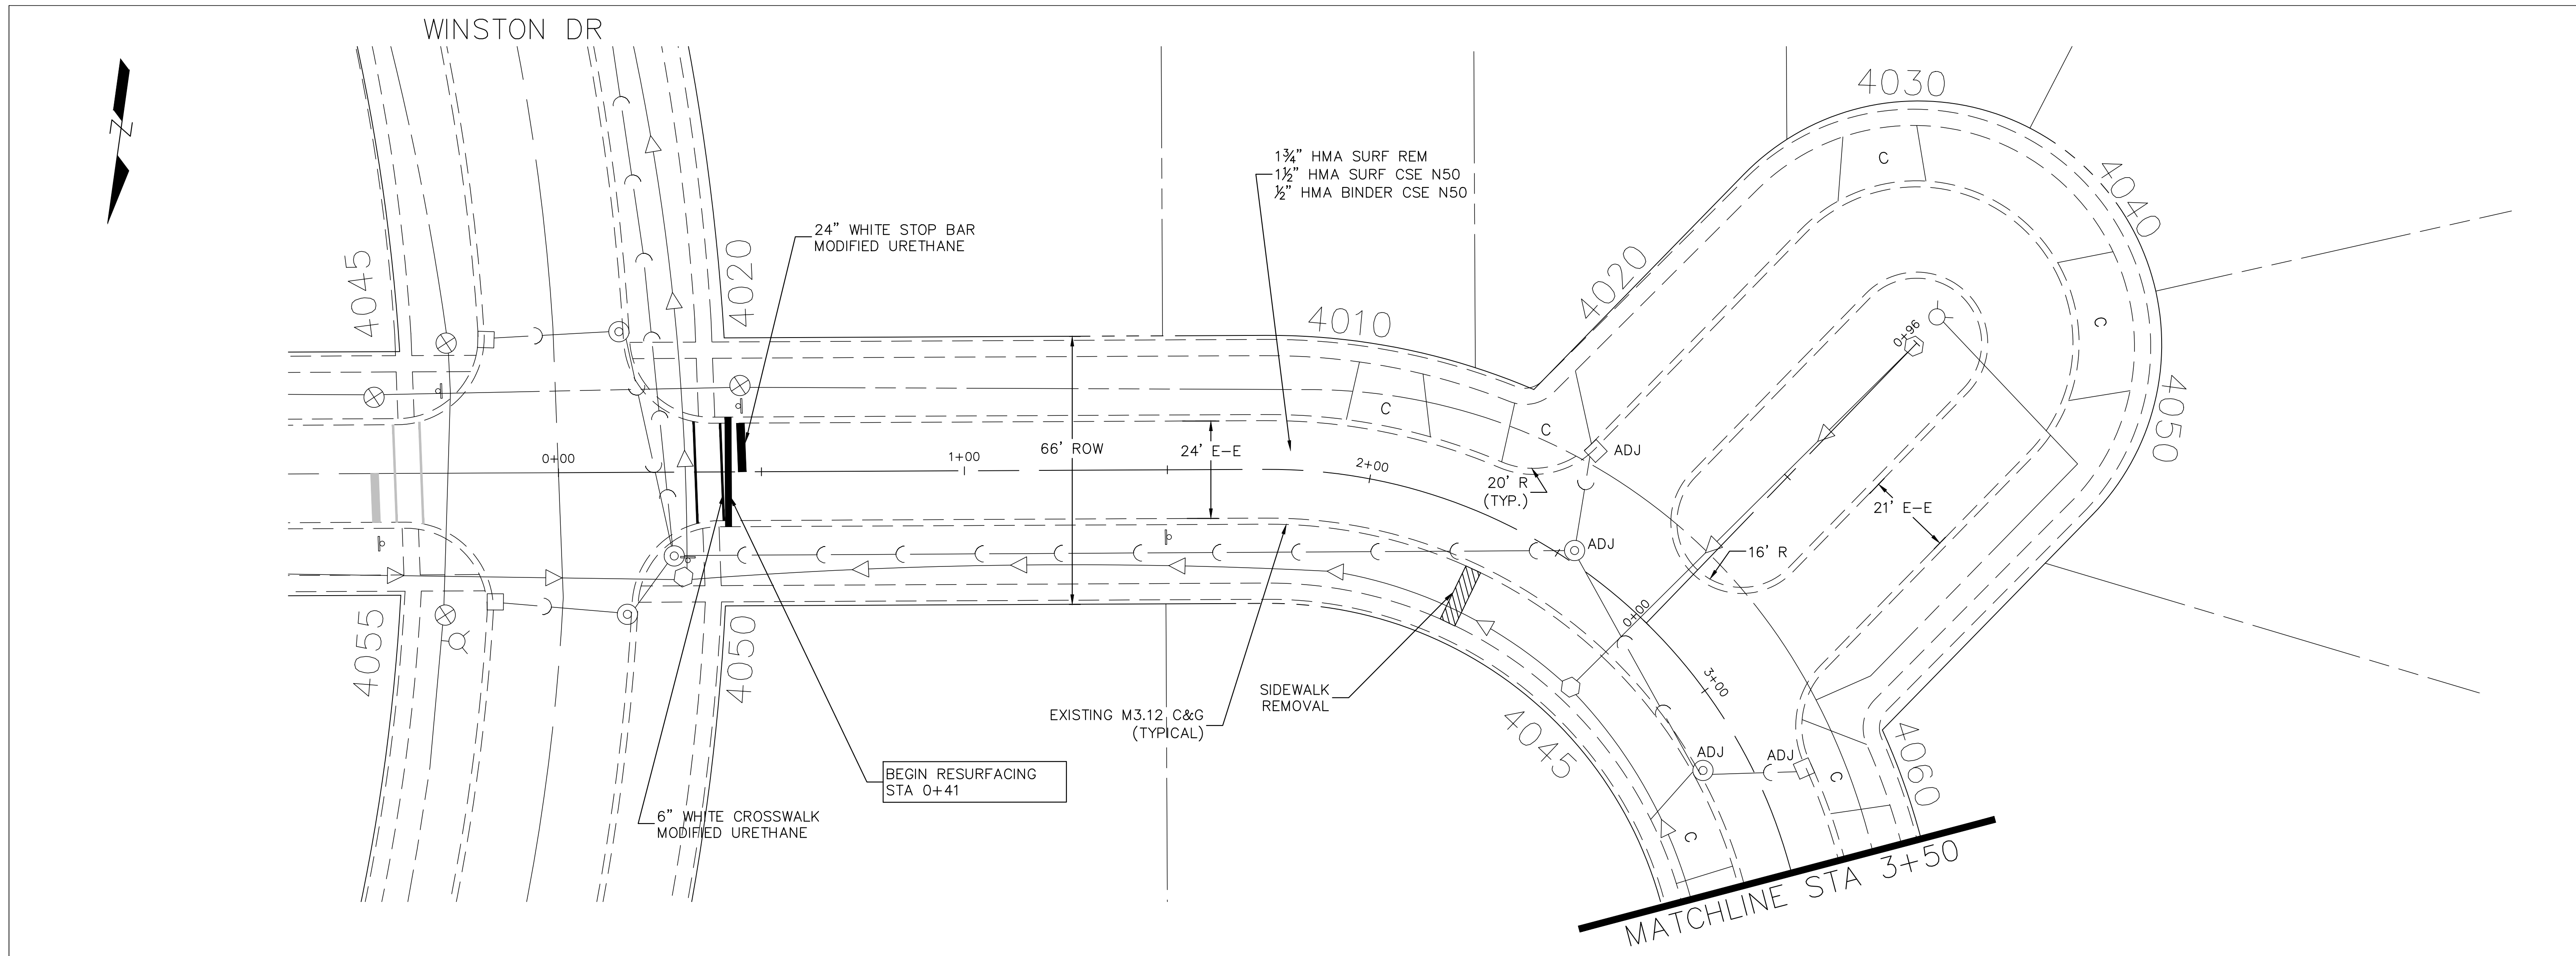 WINSTON DR
Z
4045
4020
24" WHITE STOP BAR
MODIFIED URETHANE
1¾" HMA SURF REM
1½" HMA SURF CSE N50
½" HMA BINDER CSE N50
4010
4020
4030
4040
4050
C
C
C
C
0+96
ADJ
66' ROW
24' E-E
20' R
(TYP.)
21' E-E
16' R
0+00
1+00
2+00
ADJ
0+00
3+00
4055
4050
EXISTING M3.12 C&G
(TYPICAL)
SIDEWALK
REMOVAL
4045
ADJ
ADJ
4060
C
C
BEGIN RESURFACING
STA 0+41
6" WHITE CROSSWALK
MODIFIED URETHANE
MATCHLINE STA 3+50